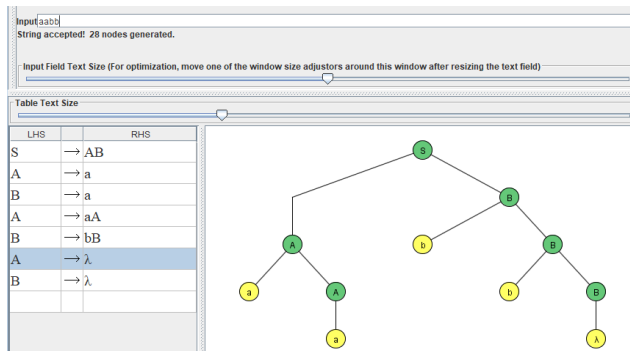 Input aabb
String accepted! 28 nodes generated.
Input Field Text Size (For optimization, move one of the window size adjustors around this window after resizing the text field)
Table Text Size
LHS RHS
S → AB
A → a
B → a
A → aA
B → bB
A → λ
B → λ
S
B
A b B
a A b B
a λ